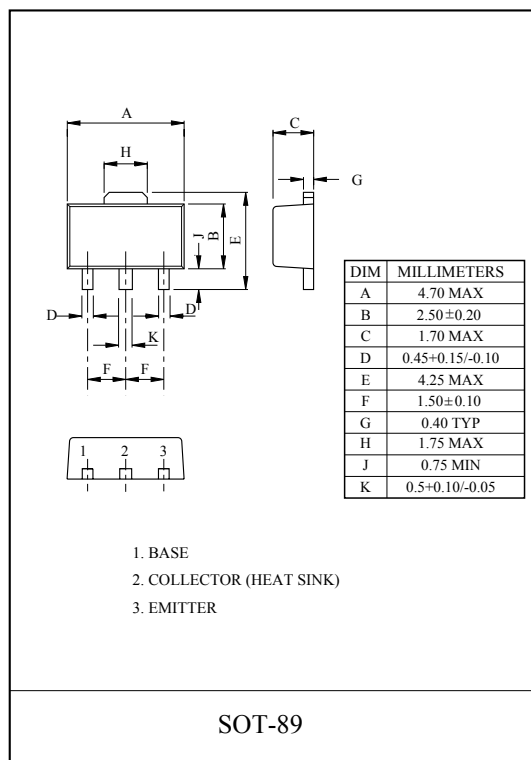 A
H
C
G
J
B
E
D
D
K
F F
DIM MILLIMETERS
A 4.70 MAX
B 2.50±0.20
C 1.70 MAX
D 0.45+0.15/-0.10
E 4.25 MAX
F 1.50±0.10
G 0.40 TYP
H 1.75 MAX
J 0.75 MIN
K 0.5+0.10/-0.05
1 2 3
1. BASE
2. COLLECTOR (HEAT SINK)
3. EMITTER
SOT-89